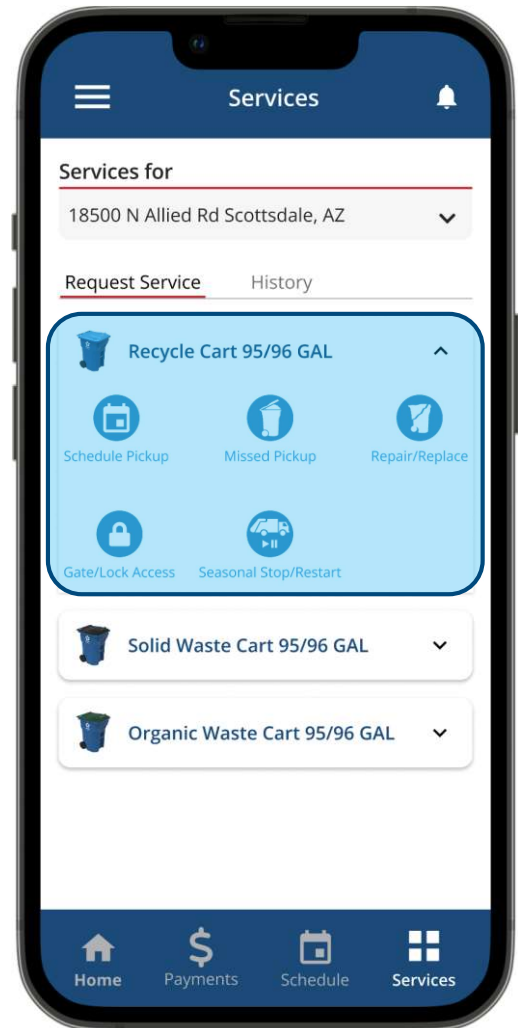 Services
Services for
18500 N Allied Rd Scottsdale, AZ
Request Service History
Recycle Cart 95/96 GAL
Schedule Pickup Missed Pickup Repair/Replace
Gate/Lock Access Seasonal Stop/Restart
Solid Waste Cart 95/96 GAL
Organic Waste Cart 95/96 GAL
Home Payments Schedule Services